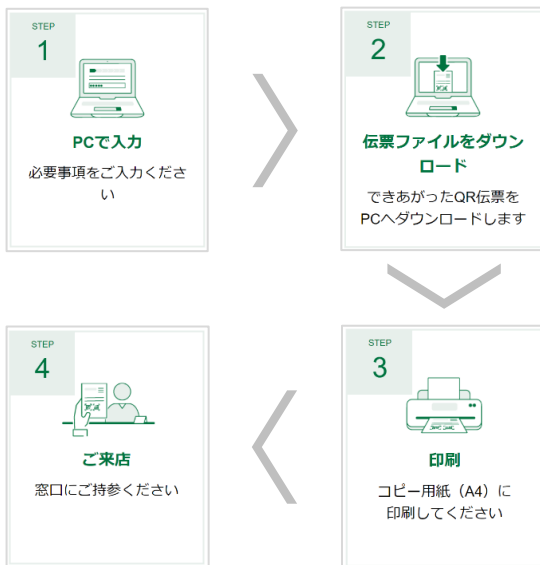 STEP
1
PCで入力
必要事項をご入力くださ
い
STEP
2
伝票ファイルをダウン
ロード
できあがったQR伝票を
PCへダウンロードします
STEP
3
印刷
コピー用紙（A4）に
印刷してください
STEP
4
ご来店
窓口にご持参ください